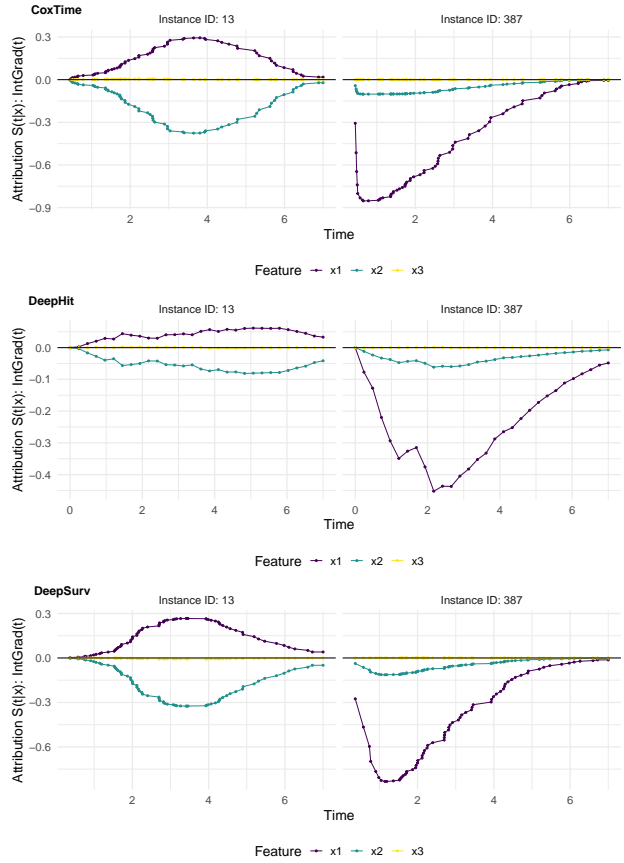 CoxTime
Instance ID: 13
Instance ID: 387
Attribution S(t|x): IntGrad(t)
0.3
0.0
−0.3
−0.6
−0.9
2
4
6
2
4
6
Time
Feature x1 x2 x3
DeepHit
Instance ID: 13
Instance ID: 387
Attribution S(t|x): IntGrad(t)
0.0
−0.1
−0.2
−0.3
−0.4
0
2
4
6
0
2
4
6
Time
Feature x1 x2 x3
DeepSurv
Instance ID: 13
Instance ID: 387
Attribution S(t|x): IntGrad(t)
0.3
0.0
−0.3
−0.6
2
4
6
2
4
6
Time
Feature x1 x2 x3